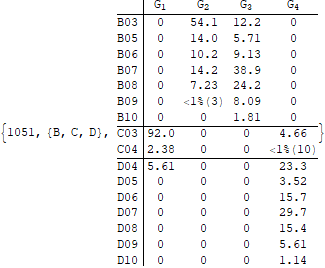 G1 G2 G3 G4
B03 0 54.1 12.2 0
B05 0 14.0 5.71 0
B06 0 10.2 9.13 0
B07 0 14.2 38.9 0
B08 0 7.23 24.2 0
B09 0 <1%(3) 8.09 0
B10 0 0 1.81 0
{1051, {B, C, D}, C03 92.0 0 0 4.66 }
C04 2.38 0 0 <1%(10)
D04 5.61 0 0 23.3
D05 0 0 0 3.52
D06 0 0 0 15.7
D07 0 0 0 29.7
D08 0 0 0 15.4
D09 0 0 0 5.61
D10 0 0 0 1.14